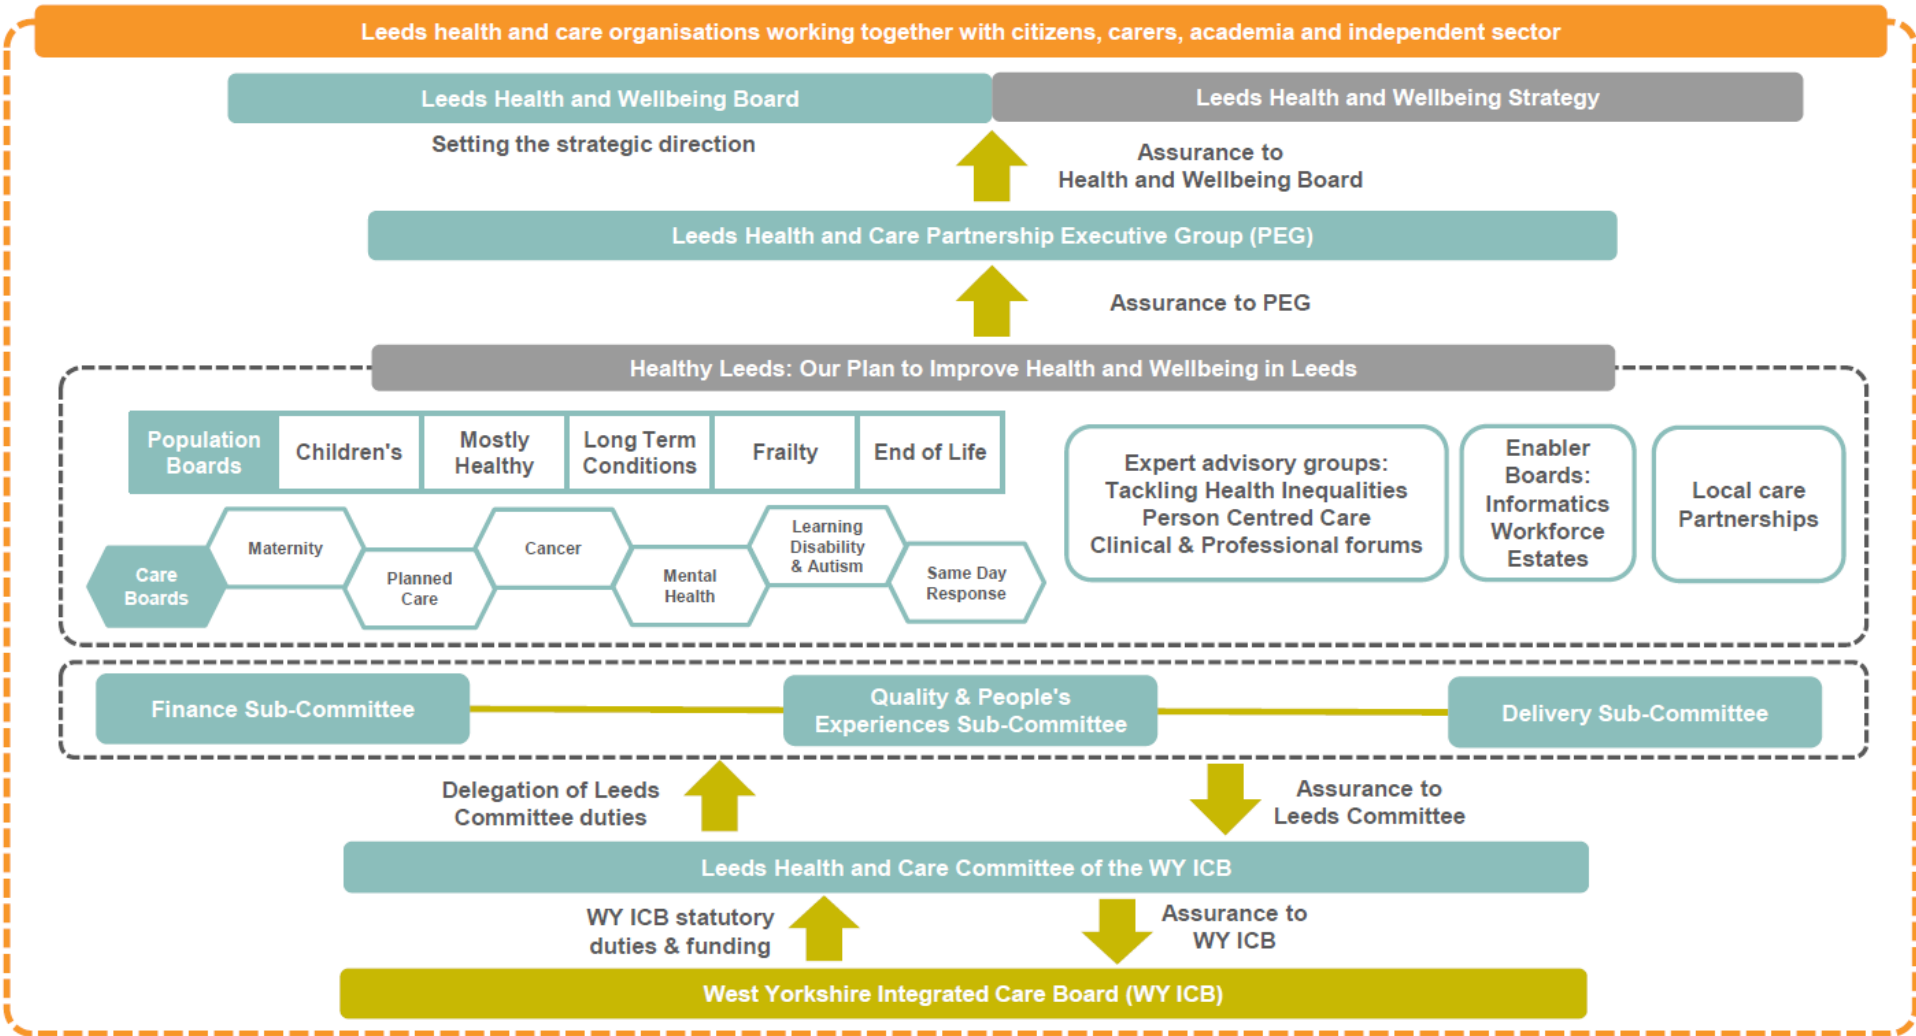 Leeds health and care organisations working together with citizens, carers, academia and independent sector
Leeds Health and Wellbeing Board
Leeds Health and Wellbeing Strategy
Setting the strategic direction
Assurance to
Health and Wellbeing Board
Leeds Health and Care Partnership Executive Group (PEG)
Assurance to PEG
Healthy Leeds: Our Plan to Improve Health and Wellbeing in Leeds
Population
Boards
Children's
Mostly
Healthy
Long Term
Conditions
Frailty
End of Life
Care
Boards
Maternity
Planned
Care
Cancer
Mental
Health
Learning
Disability
& Autism
Same Day
Response
Expert advisory groups:
Tackling Health Inequalities
Person Centred Care
Clinical & Professional forums
Enabler
Boards:
Informatics
Workforce
Estates
Local care
Partnerships
Finance Sub-Committee
Quality & People's
Experiences Sub-Committee
Delivery Sub-Committee
Delegation of Leeds
Committee duties
Assurance to
Leeds Committee
Leeds Health and Care Committee of the WY ICB
WY ICB statutory
duties & funding
Assurance to
WY ICB
West Yorkshire Integrated Care Board (WY ICB)